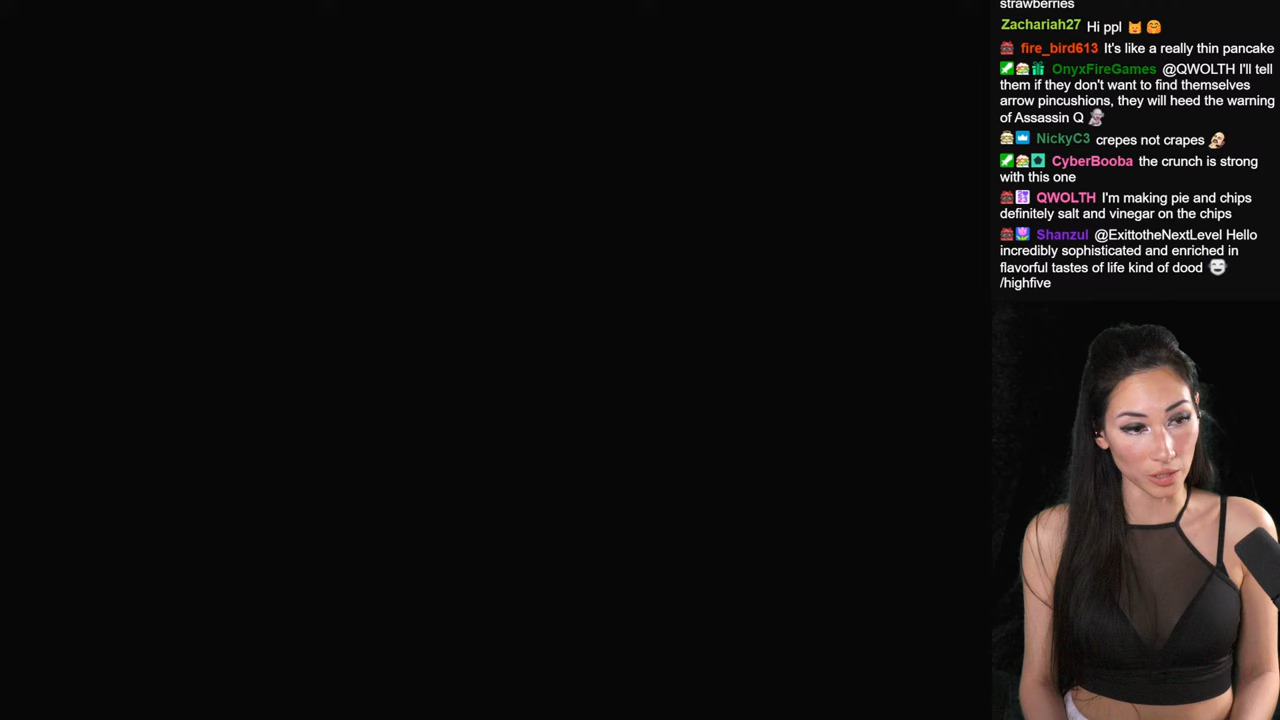 strawberries
Zachariah27 Hi ppl
fire_bird613 It's like a really thin pancake
OnyxFireGames @QWOLTH I'll tell
them if they don't want to find themselves
arrow pincushions, they will heed the warning
of Assassin Q
NickyC3 crepes not crapes
CyberBooba the crunch is strong
with this one
QWOLTH I'm making pie and chips
definitely salt and vinegar on the chips
Shanzul @ExittotheNextLevel Hello
incredibly sophisticated and enriched in
flavorful tastes of life kind of dood
/highfive